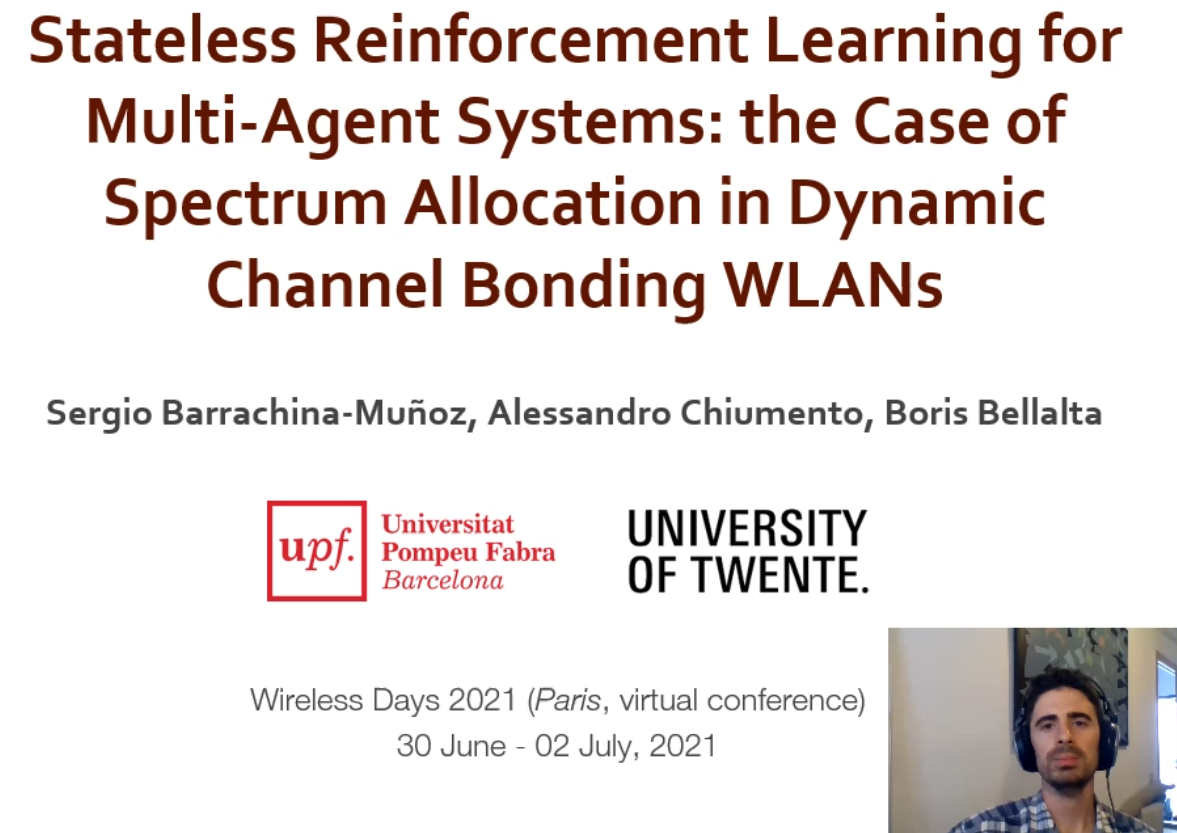 Stateless Reinforcement Learning for
Multi-Agent Systems: the Case of
Spectrum Allocation in Dynamic
Channel Bonding WLANs
Sergio Barrachina-Muñoz, Alessandro Chiumento, Boris Bellalta
upf.
Universitat
Pompeu Fabra
Barcelona
UNIVERSITY
OF TWENTE.
Wireless Days 2021 (Paris, virtual conference)
30 June - 02 July, 2021